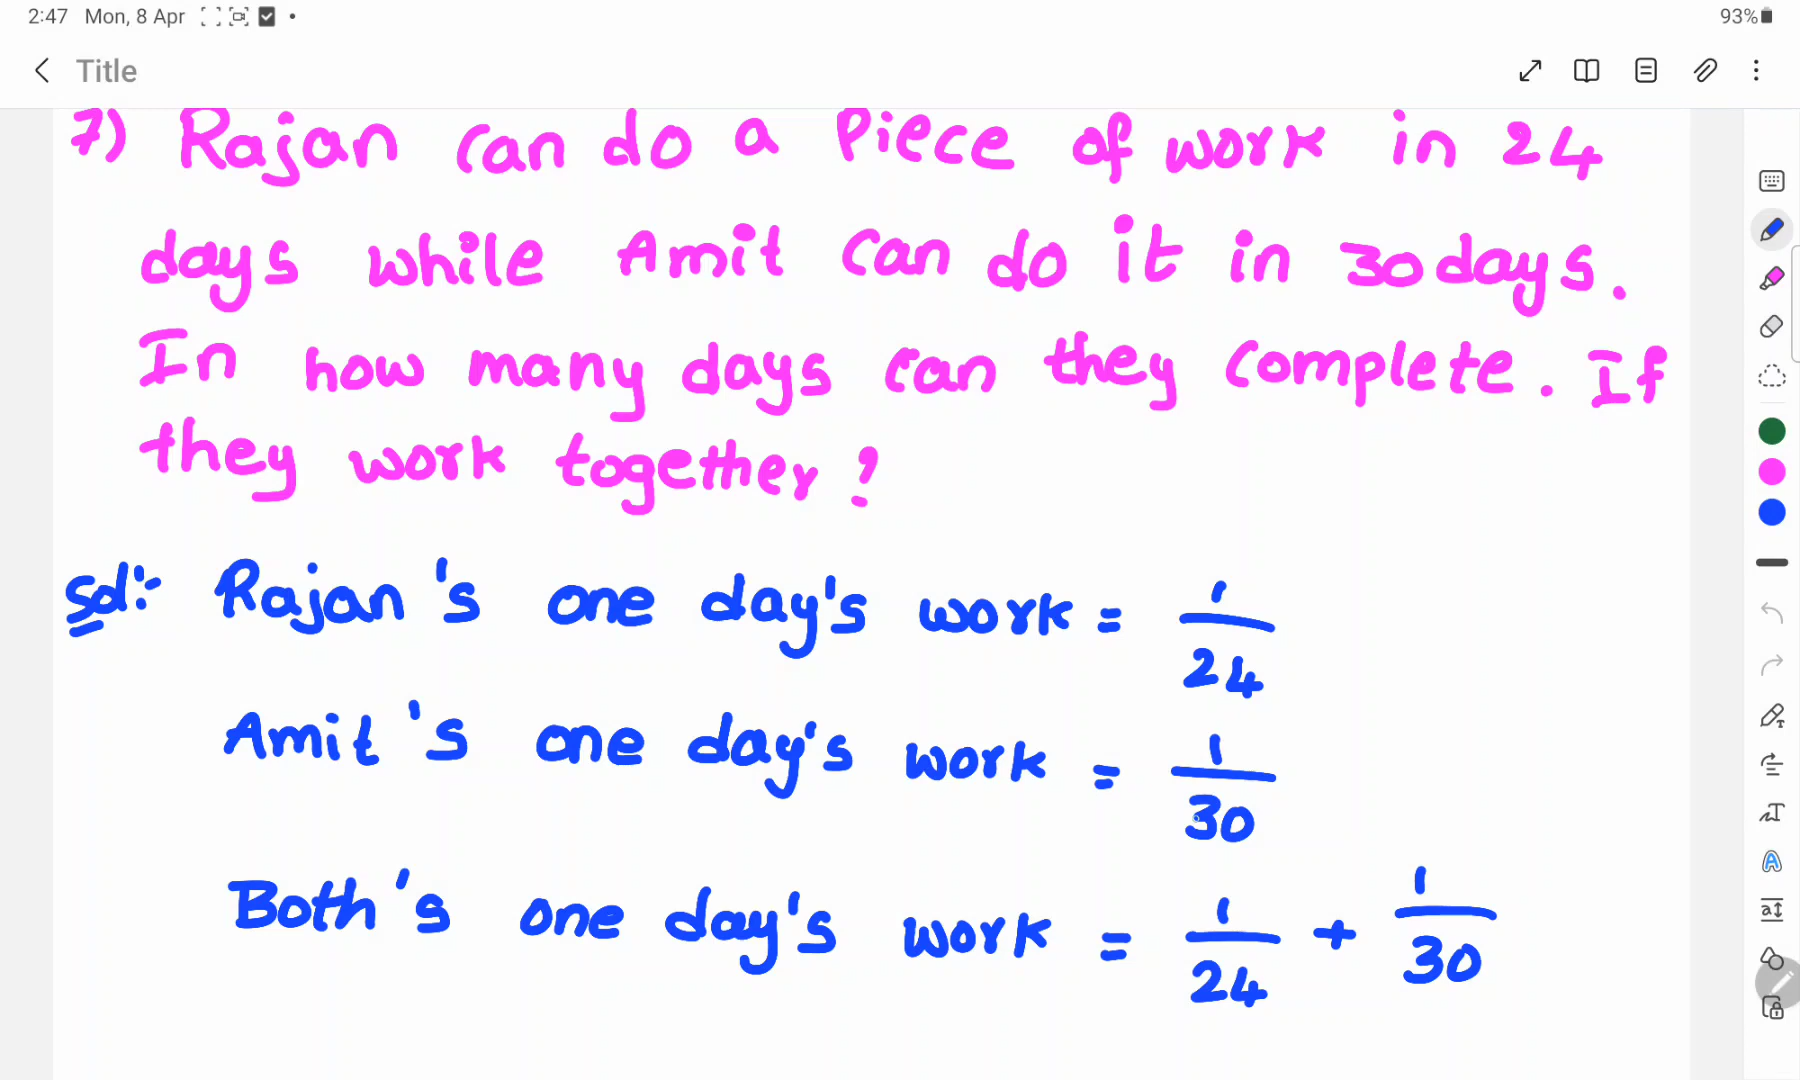 2:47 Mon, 8 Apr 93%
Title
7) Rajan can do a Piece of work in 24
days while Amit can do it in 30 days.
In how many days can they complete. If
they work together?
Sol:- Rajan's one day's work = 1/24
Amit's one day's work = 1/30
Both's one day's work = 1/24 + 1/30